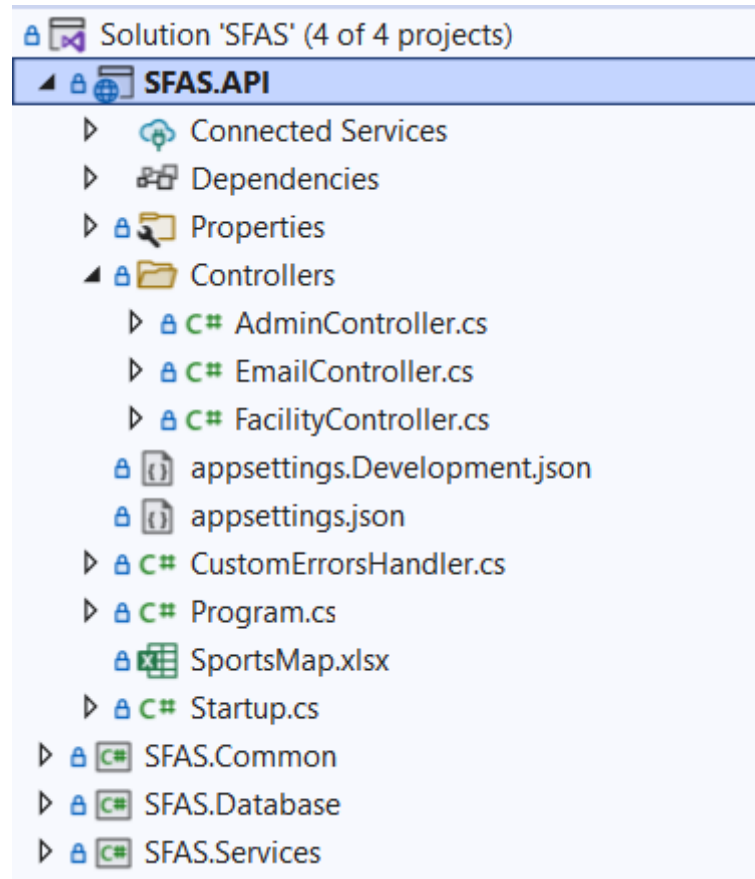 Solution 'SFAS' (4 of 4 projects)
SFAS.API
Connected Services
Dependencies
Properties
Controllers
C# AdminController.cs
C# EmailController.cs
C# FacilityController.cs
appsettings.Development.json
appsettings.json
C# CustomErrorsHandler.cs
C# Program.cs
SportsMap.xlsx
C# Startup.cs
C# SFAS.Common
C# SFAS.Database
C# SFAS.Services